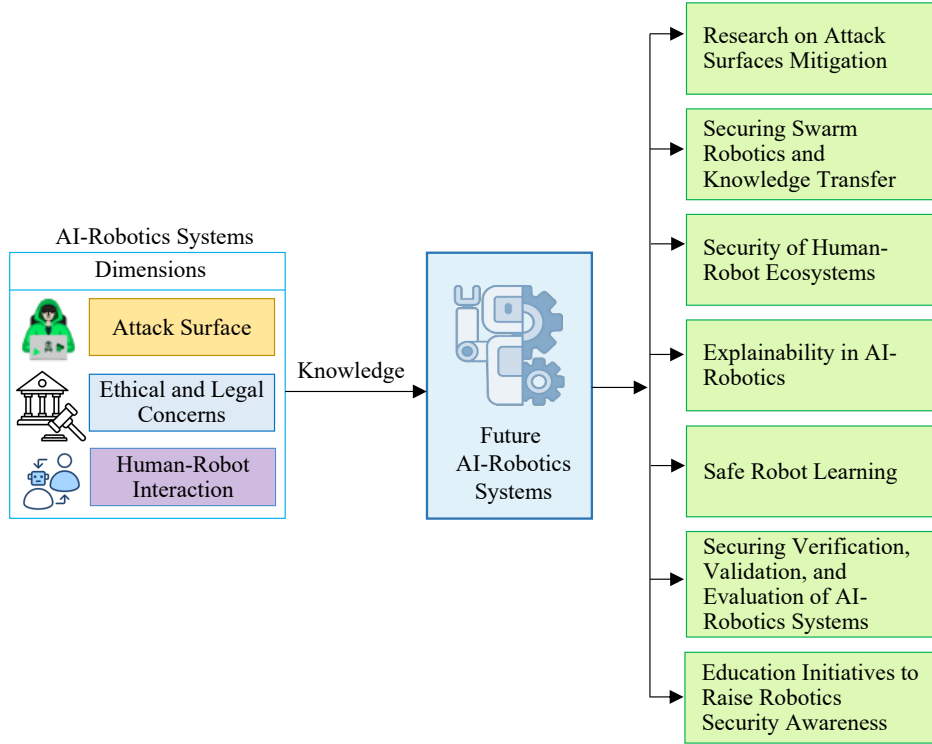 AI-Robotics Systems
Dimensions
Attack Surface
Ethical and Legal
Concerns
Human-Robot
Interaction
Knowledge
Future
AI-Robotics
Systems
Research on Attack
Surfaces Mitigation
Securing Swarm
Robotics and
Knowledge Transfer
Security of Human-
Robot Ecosystems
Explainability in AI-
Robotics
Safe Robot Learning
Securing Verification,
Validation, and
Evaluation of AI-
Robotics Systems
Education Initiatives to
Raise Robotics
Security Awareness